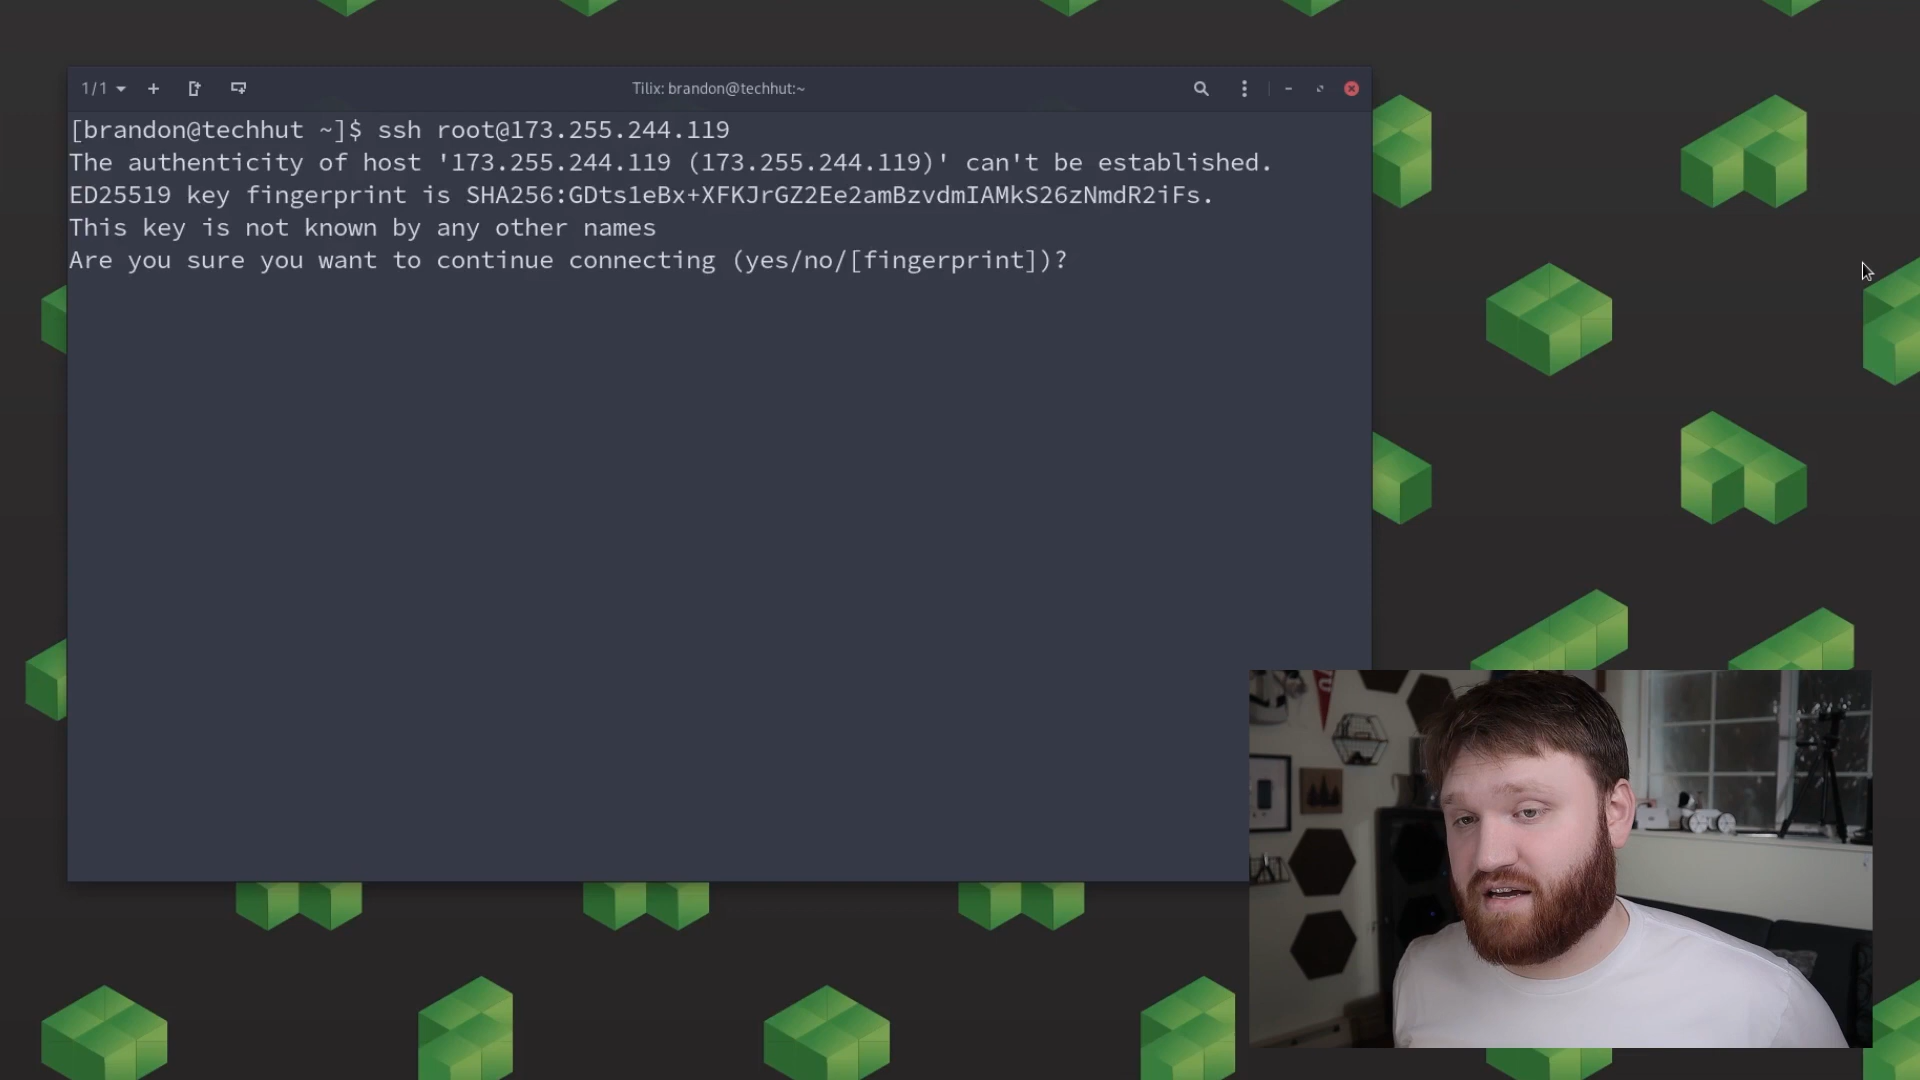 1/1
Tilix: brandon@techhut:~
[brandon@techhut ~]$ ssh root@173.255.244.119
The authenticity of host '173.255.244.119 (173.255.244.119)' can't be established.
ED25519 key fingerprint is SHA256:GDts1eBx+XFKJrGZ2Ee2amBzvdmIAMkS26zNmdR2iFs.
This key is not known by any other names
Are you sure you want to continue connecting (yes/no/[fingerprint])?